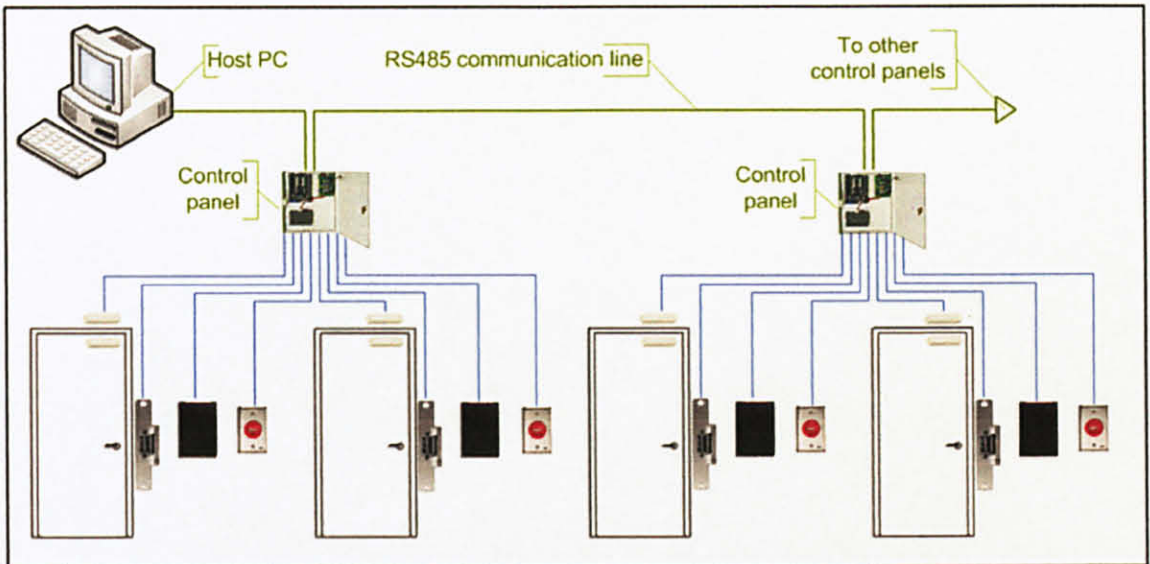 Host PC
RS485 communication line
To other
control panels
Control
panel
Control
panel